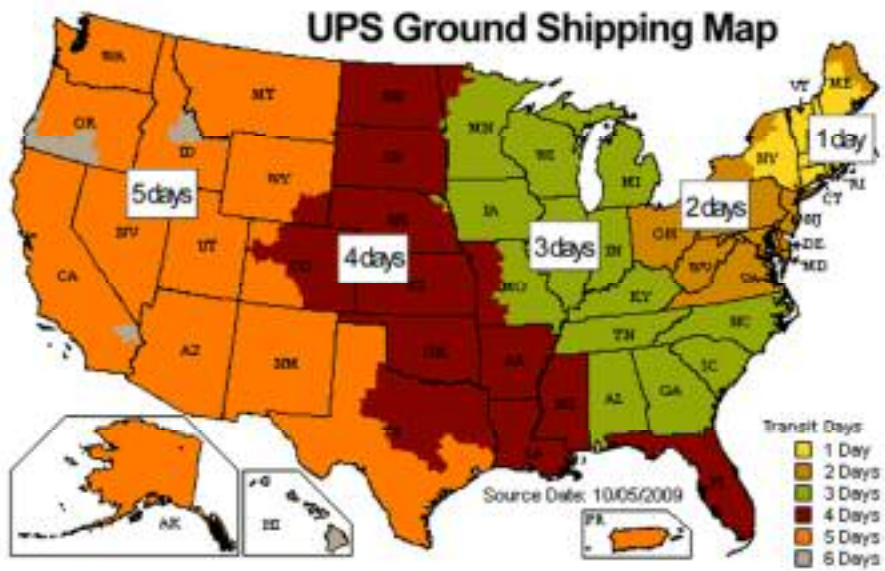 UPS Ground Shipping Map
WA
MT
ME
VT
OR
MN
1 day
ID
WI
NY
WY
MI
RI
5 days
CT
2 days
IA
NJ
NV
UT
4 days
3 days
IN
OH
DE
WV
MD
CA
MO
KY
VA
NC
TN
AZ
NM
OK
AR
SC
AL
GA
Transit Days
1 Day
2 Days
Source Date: 10/05/2009
3 Days
4 Days
AK
HI
PR
5 Days
6 Days